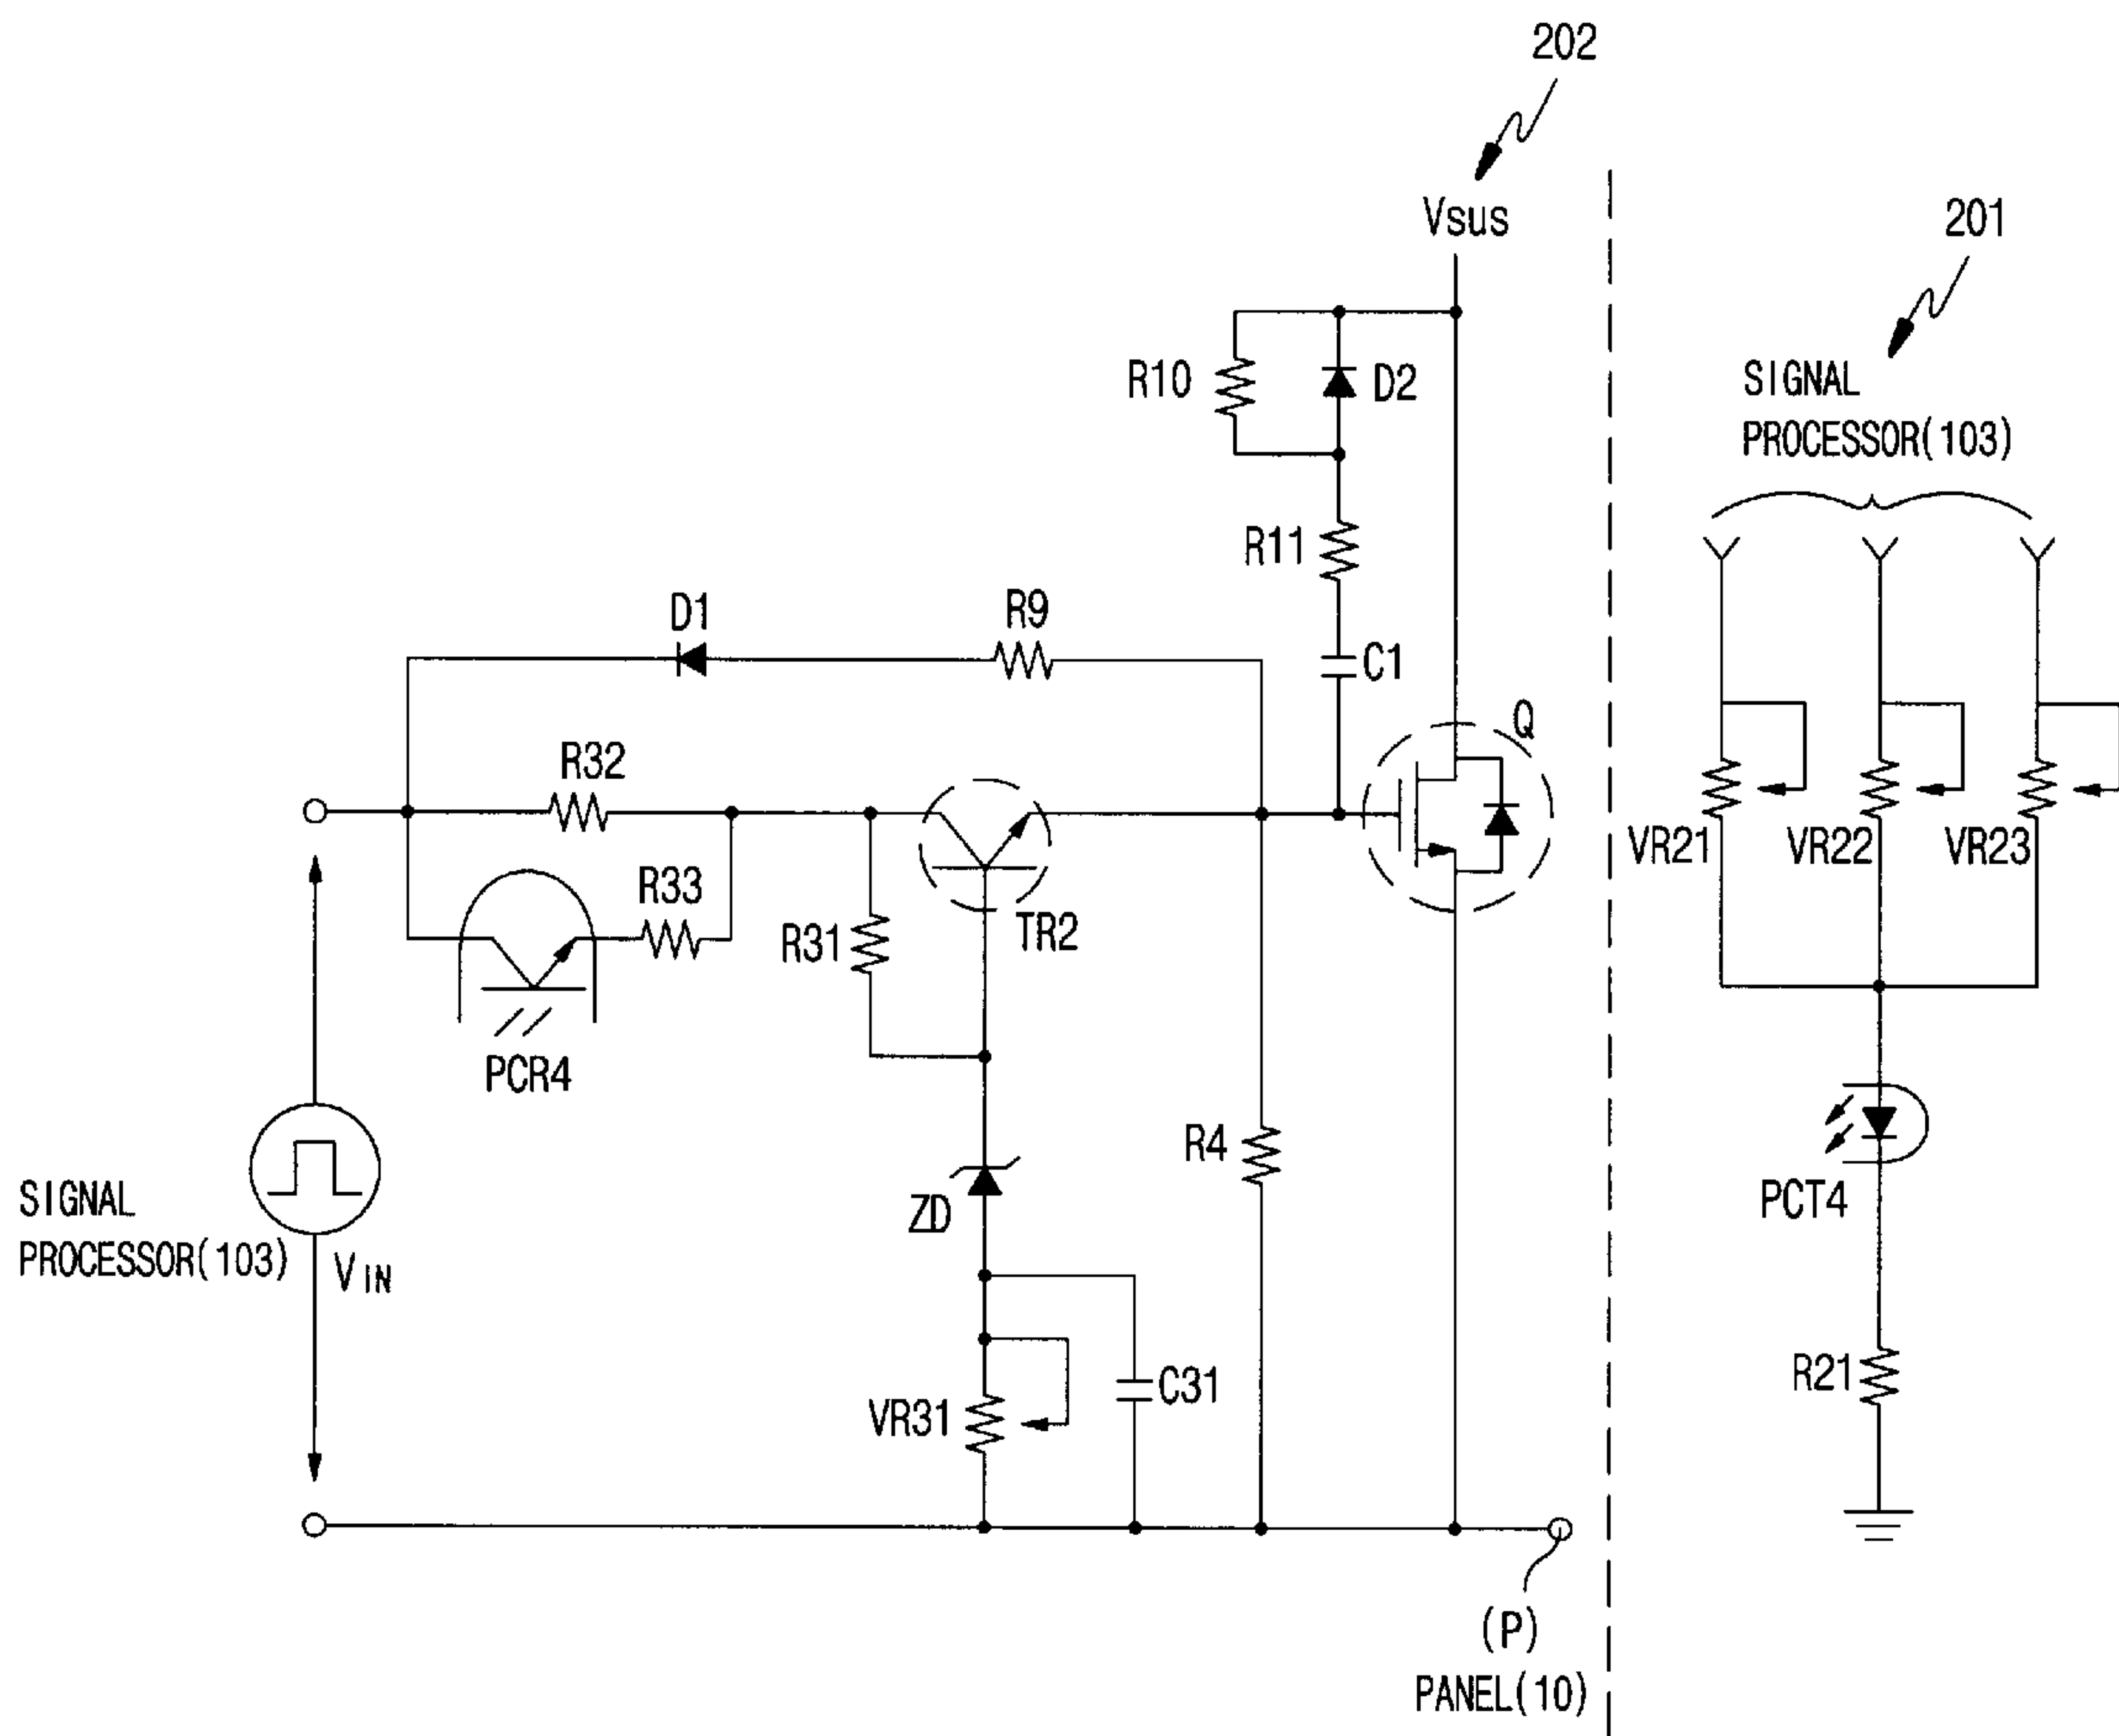 202
Vsus
201
R10
D2
SIGNAL
PROCESSOR(103)
R11
D1
R9
C1
Q
R32
R33
R31
TR2
VR21
VR22
VR23
PCR4
R4
PCT4
ZD
SIGNAL
PROCESSOR(103)
VIN
R21
VR31
C31
(P)
PANEL(10)